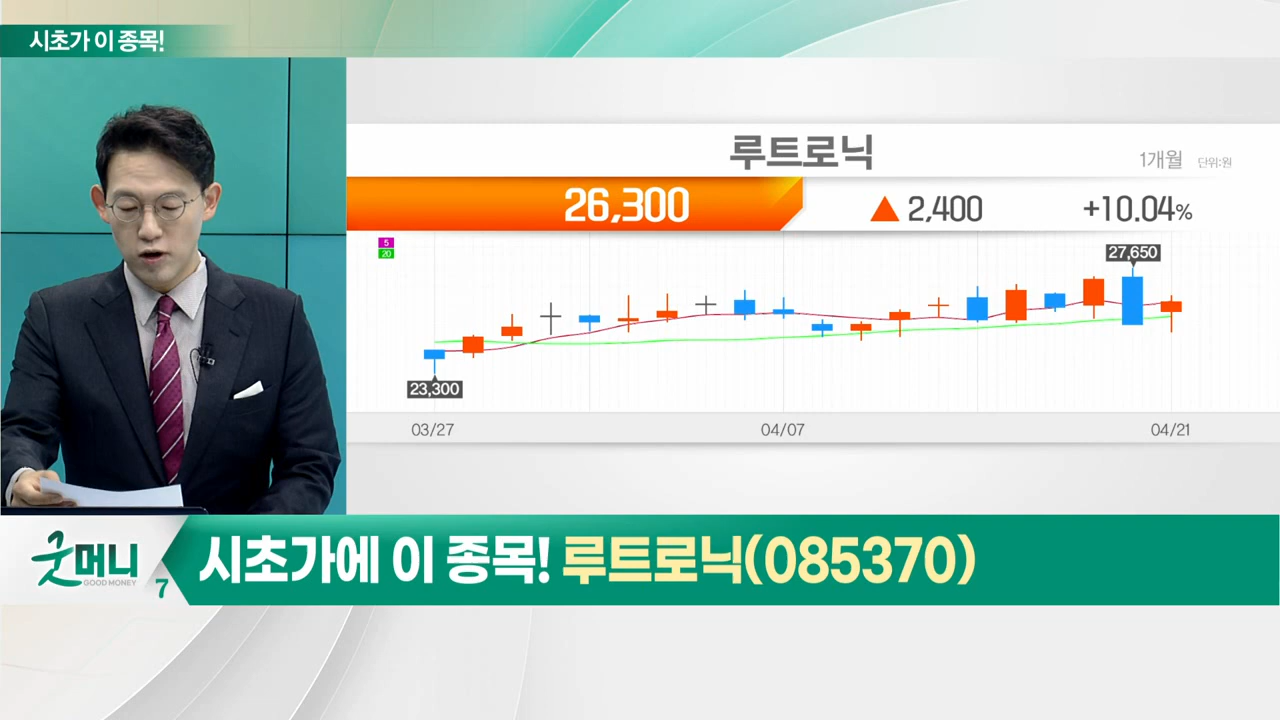 시초가 이 종목!
루트로닉
1개월 단위:원
26,300 ▲ 2,400 +10.04%
5
20
27,650
23,300
03/27 04/07 04/21
굿머니
GOOD MONEY
7
시초가에 이 종목! 루트로닉(085370)